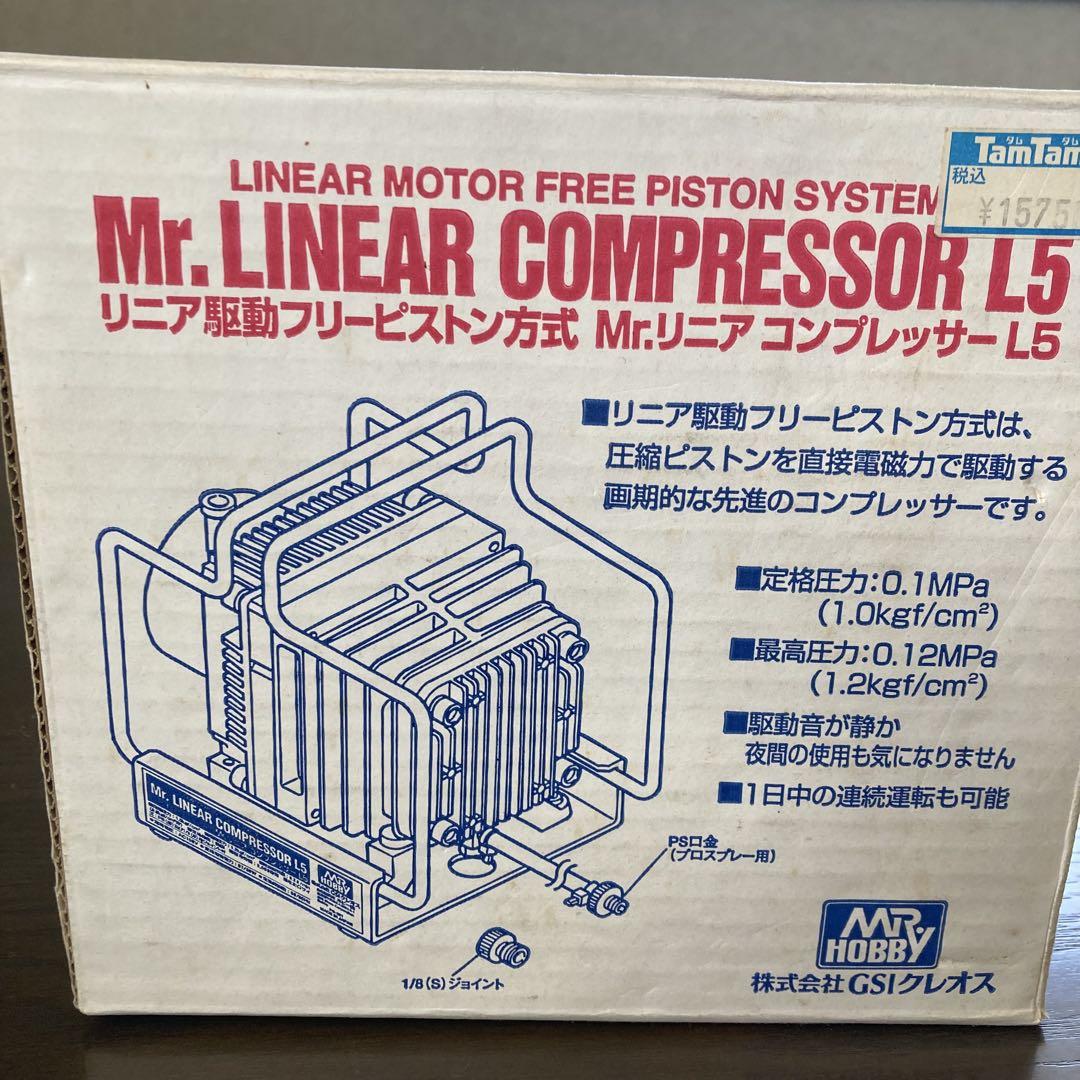 タム タム
TamTam
税込
¥1575
LINEAR MOTOR FREE PISTON SYSTEM
Mr. LINEAR COMPRESSOR L5
リニア駆動フリーピストン方式 Mr.リニア コンプレッサー L5
■リニア駆動フリーピストン方式は、
圧縮ピストンを直接電磁力で駆動する
画期的な先進のコンプレッサーです。
■定格圧力:0.1MPa
(1.0kgf/cm²)
■最高圧力:0.12MPa
(1.2kgf/cm²)
■駆動音が静か
夜間の使用も気になりません
■1日中の連続運転も可能
Mr. LINEAR COMPRESSOR L5
MR. HOBBY
PS口金
(プロスプレー用)
1/8(S)ジョイント
MR. HOBBY
株式会社 GSIクレオス